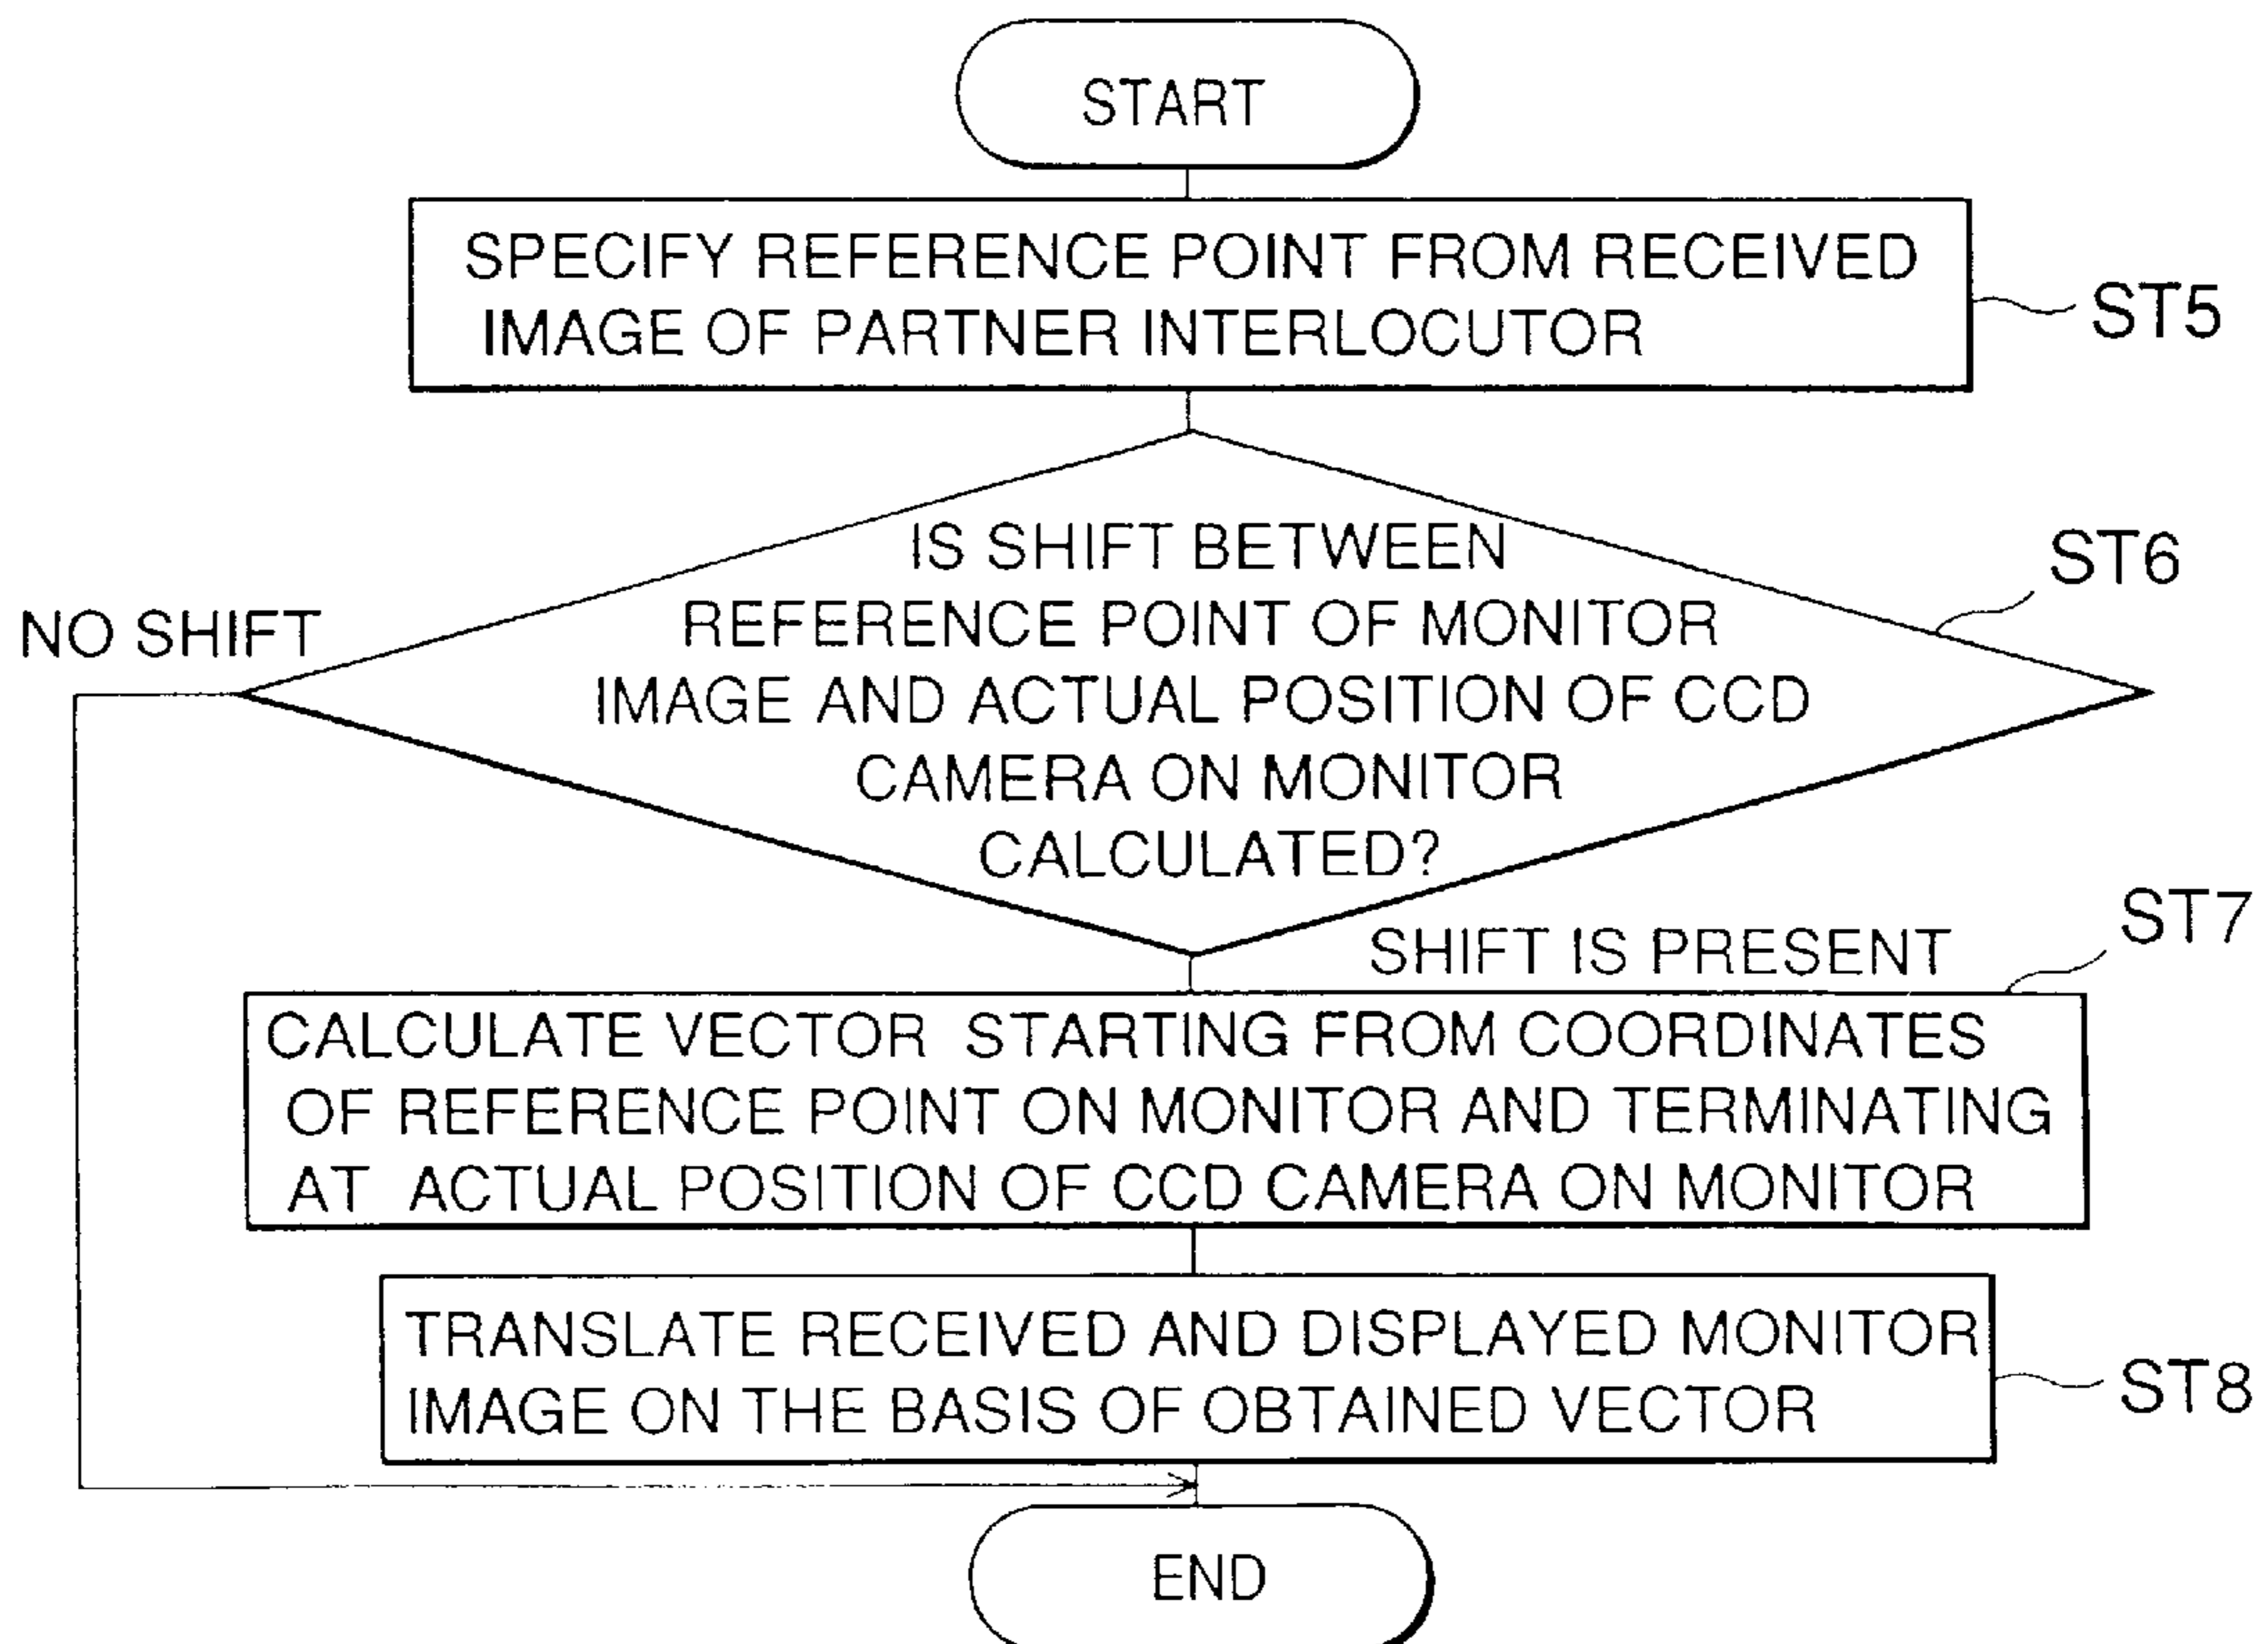 START
SPECIFY REFERENCE POINT FROM RECEIVED
IMAGE OF PARTNER INTERLOCUTOR
ST5
IS SHIFT BETWEEN
REFERENCE POINT OF MONITOR
IMAGE AND ACTUAL POSITION OF CCD
CAMERA ON MONITOR
CALCULATED?
ST6
NO SHIFT
SHIFT IS PRESENT
ST7
CALCULATE VECTOR STARTING FROM COORDINATES
OF REFERENCE POINT ON MONITOR AND TERMINATING
AT ACTUAL POSITION OF CCD CAMERA ON MONITOR
TRANSLATE RECEIVED AND DISPLAYED MONITOR
IMAGE ON THE BASIS OF OBTAINED VECTOR
ST8
END